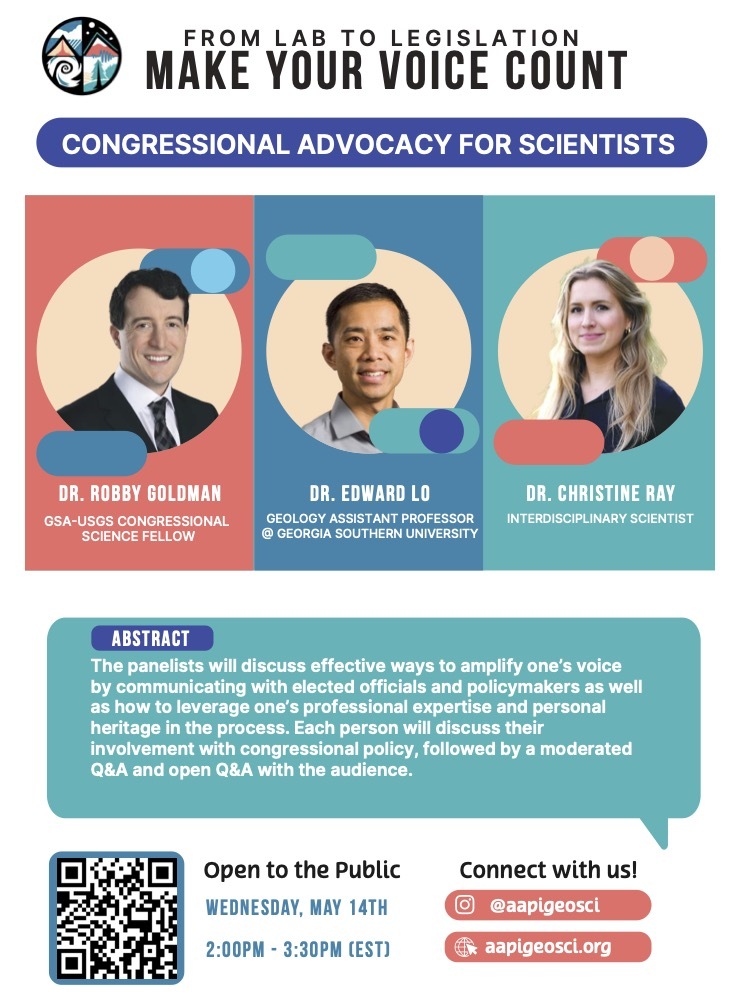 FROM LAB TO LEGISLATION
MAKE YOUR VOICE COUNT
CONGRESSIONAL ADVOCACY FOR SCIENTISTS
DR. ROBBY GOLDMAN
GSA-USGS CONGRESSIONAL
SCIENCE FELLOW
DR. EDWARD LO
GEOLOGY ASSISTANT PROFESSOR
@ GEORGIA SOUTHERN UNIVERSITY
DR. CHRISTINE RAY
INTERDISCIPLINARY SCIENTIST
ABSTRACT
The panelists will discuss effective ways to amplify one's voice
by communicating with elected officials and policymakers as well
as how to leverage one's professional expertise and personal
heritage in the process. Each person will discuss their
involvement with congressional policy, followed by a moderated
Q&A and open Q&A with the audience.
Open to the Public
WEDNESDAY, MAY 14TH
2:00PM - 3:30PM (EST)
Connect with us!
@aapigeosci
aapigeosci.org